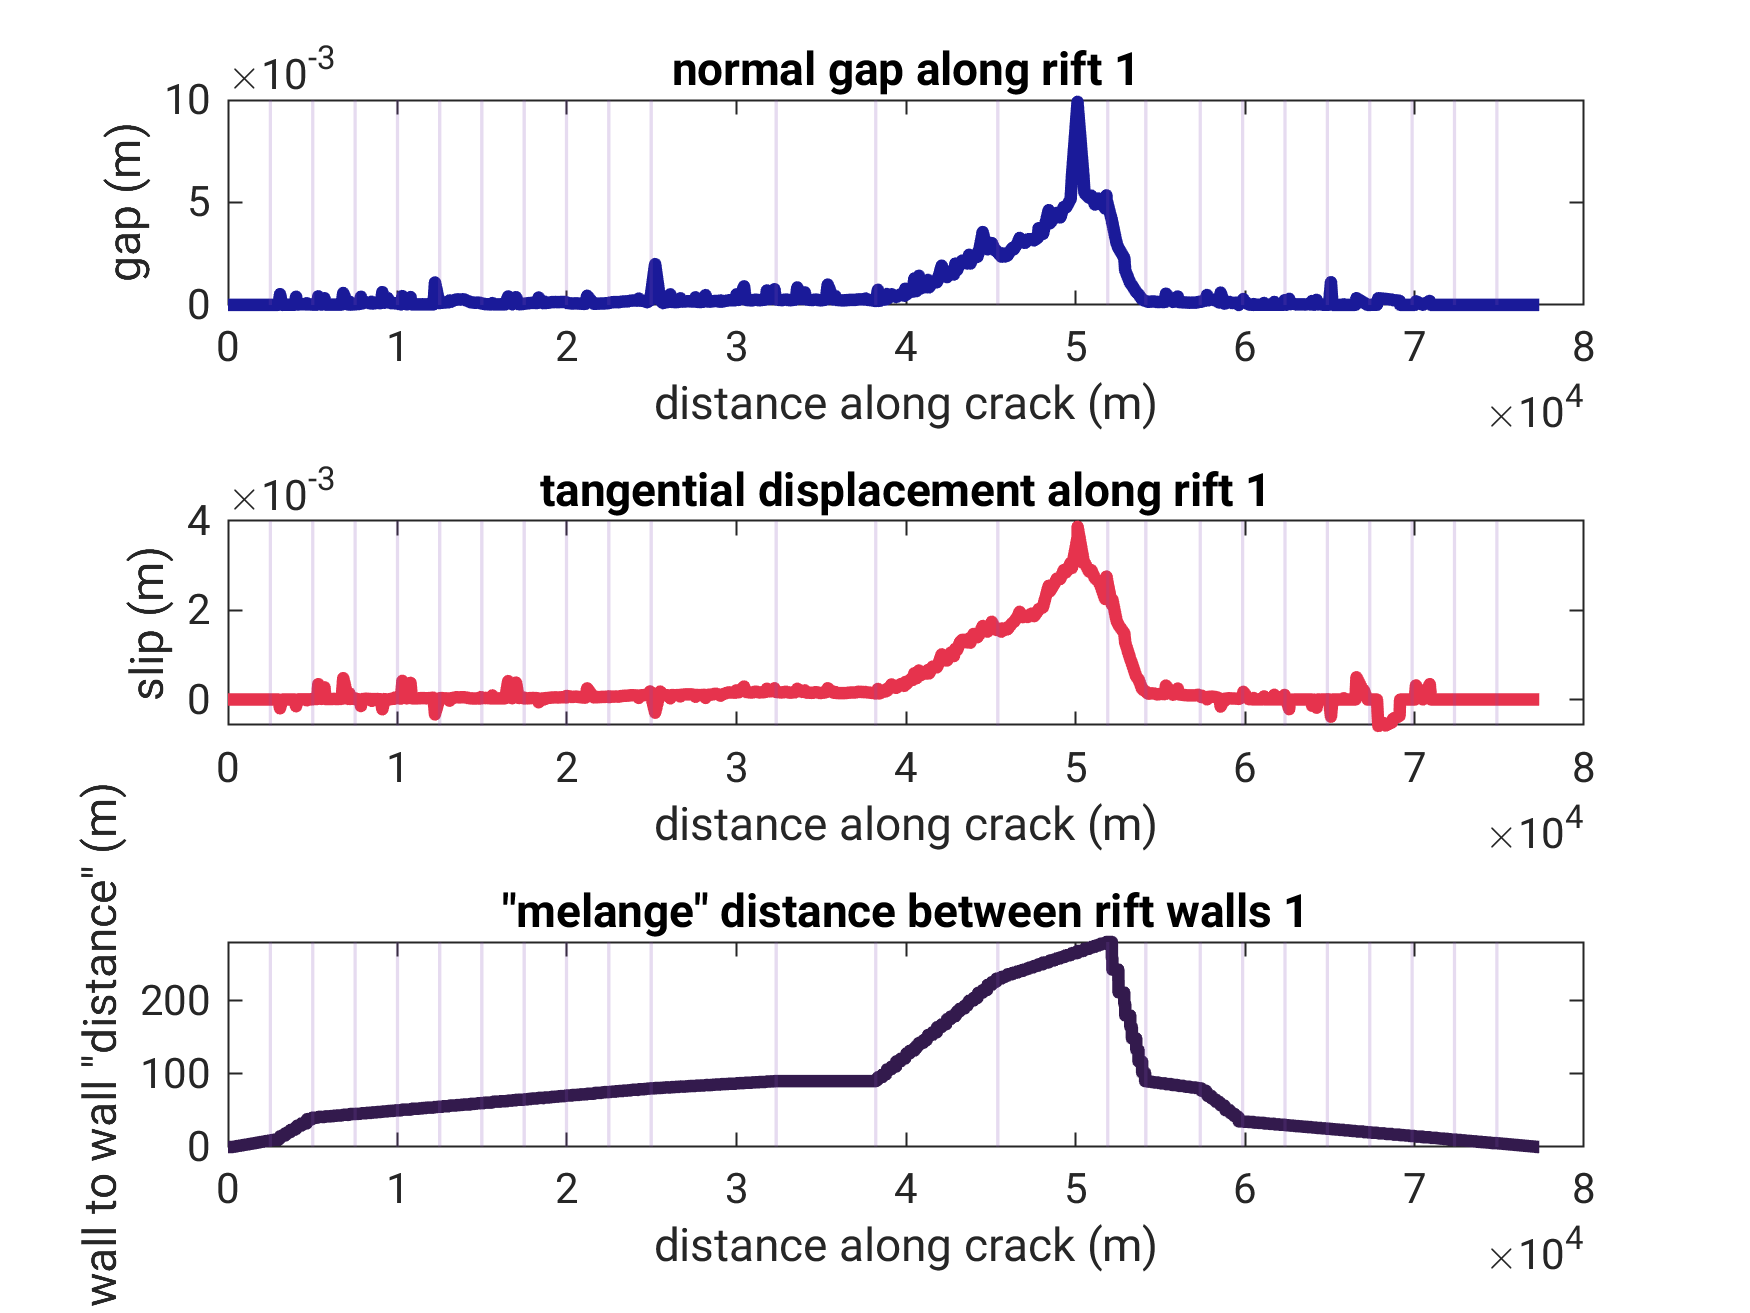 ×10⁻³
normal gap along rift 1
gap (m)
10
5
0
0 1 2 3 4 5 6 7 8
distance along crack (m)
×10⁴
×10⁻³
tangential displacement along rift 1
slip (m)
4
2
0
0 1 2 3 4 5 6 7 8
distance along crack (m)
×10⁴
"melange" distance between rift walls 1
wall to wall "distance" (m)
200
100
0
0 1 2 3 4 5 6 7 8
distance along crack (m)
×10⁴